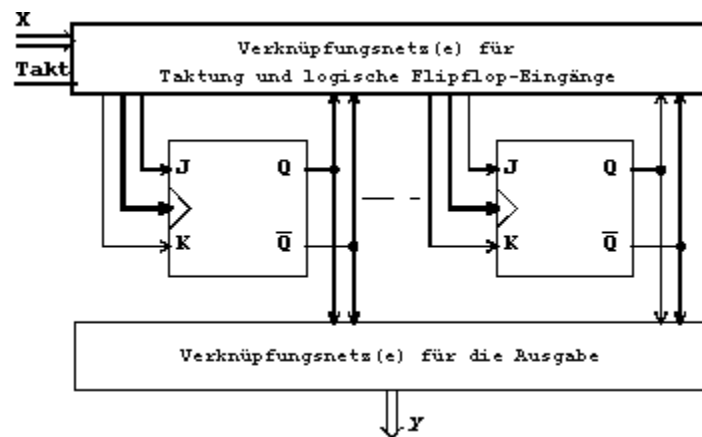 X
Takt
Verknüpfungsnetz(e) für
Taktung und logische Flipflop-Eingänge
J Q J Q
K Q̅ K Q̅
Verknüpfungsnetz(e) für die Ausgabe
y